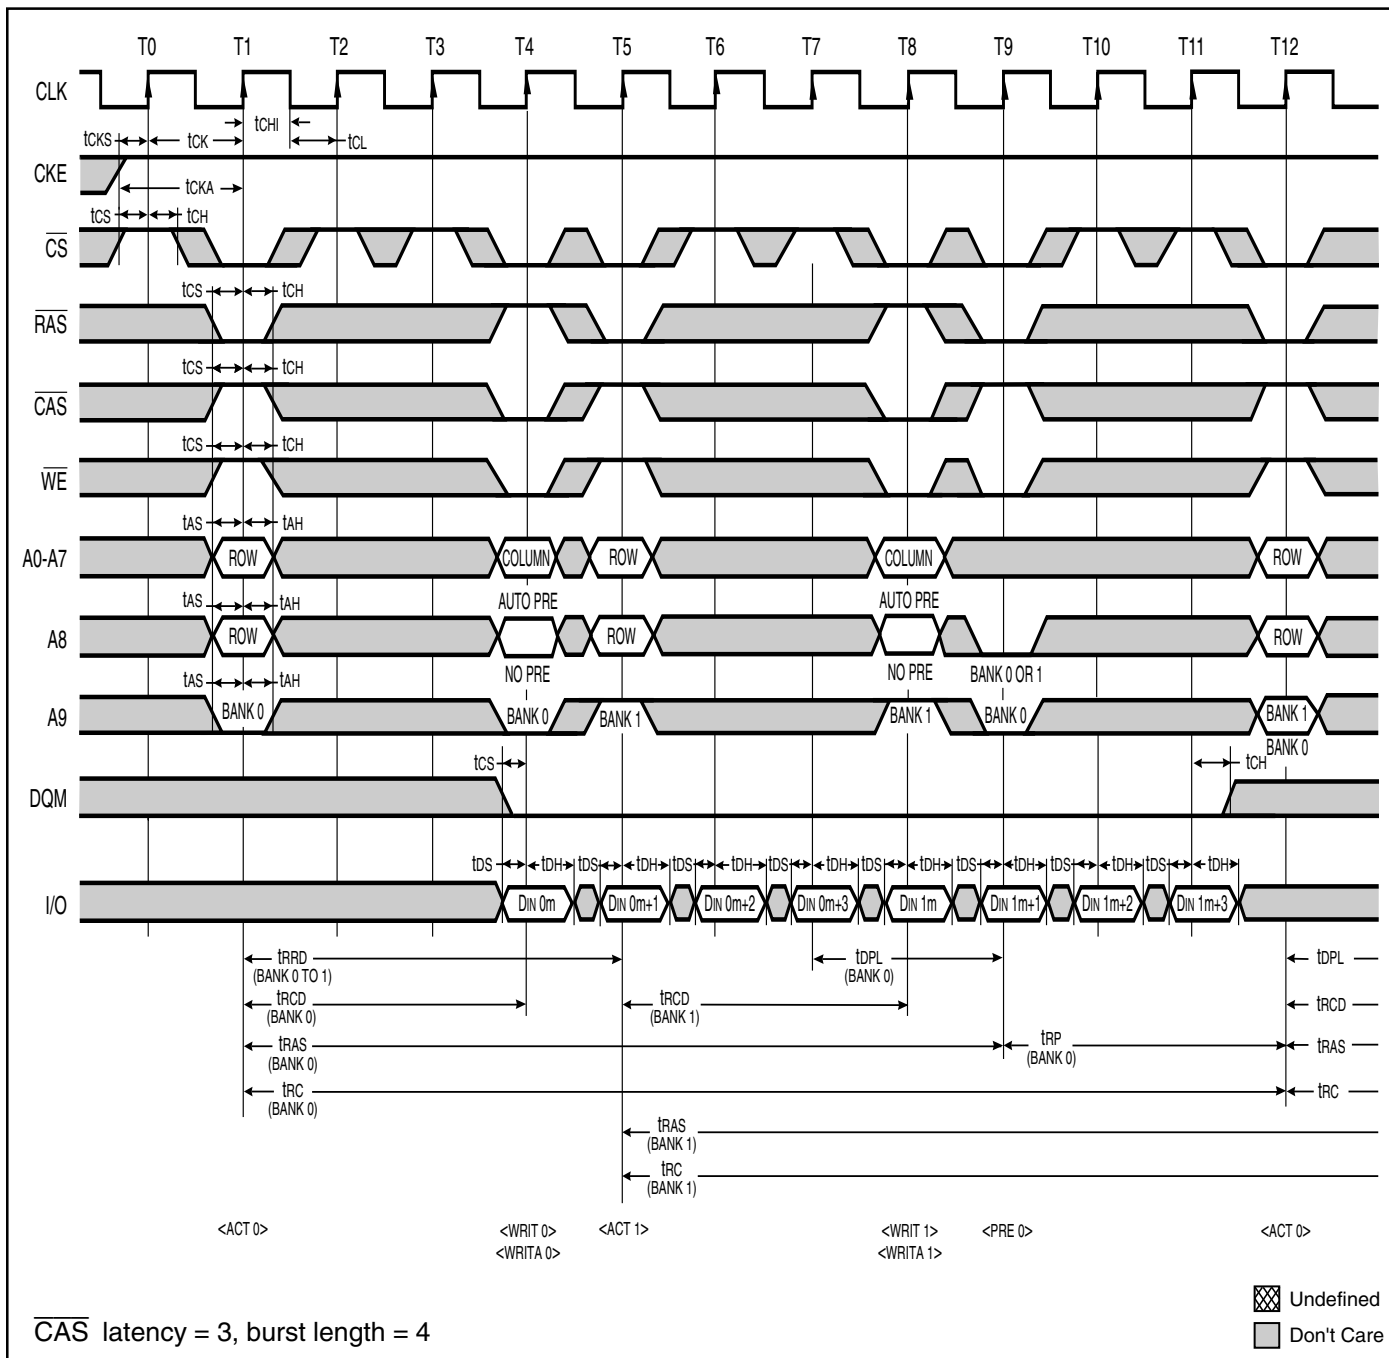 T0 T1 T2 T3 T4 T5 T6 T7 T8 T9 T10 T11 T12
CLK
tCHI
tCKS tCK tCL
CKE
tCKA
tCS tCH
CS
tCS tCH
RAS
tCS tCH
CAS
tCS tCH
WE
tAS tAH
A0-A7 ROW COLUMN ROW COLUMN ROW
tAS tAH AUTO PRE AUTO PRE
A8 ROW ROW ROW
tAS tAH NO PRE NO PRE BANK 0 OR 1
A9 BANK 0 BANK 0 BANK 1 BANK 1 BANK 0 BANK 1
BANK 0
tCS tCH
DQM
tDS tDH tDS tDH tDS tDH tDS tDH tDS tDH tDS tDH tDS tDH tDS tDH
I/O DIN 0m DIN 0m+1 DIN 0m+2 DIN 0m+3 DIN 1m DIN 1m+1 DIN 1m+2 DIN 1m+3
tRRD tDPL tDPL
(BANK 0 TO 1) (BANK 0)
tRCD tRCD tRCD
(BANK 0) (BANK 1)
tRAS tRP tRAS
(BANK 0) (BANK 0)
tRC tRC
(BANK 0)
tRAS
(BANK 1)
tRC
(BANK 1)
<ACT 0> <WRIT 0> <ACT 1> <WRIT 1> <PRE 0> <ACT 0>
<WRITA 0> <WRITA 1>
Undefined
CAS latency = 3, burst length = 4
Don't Care